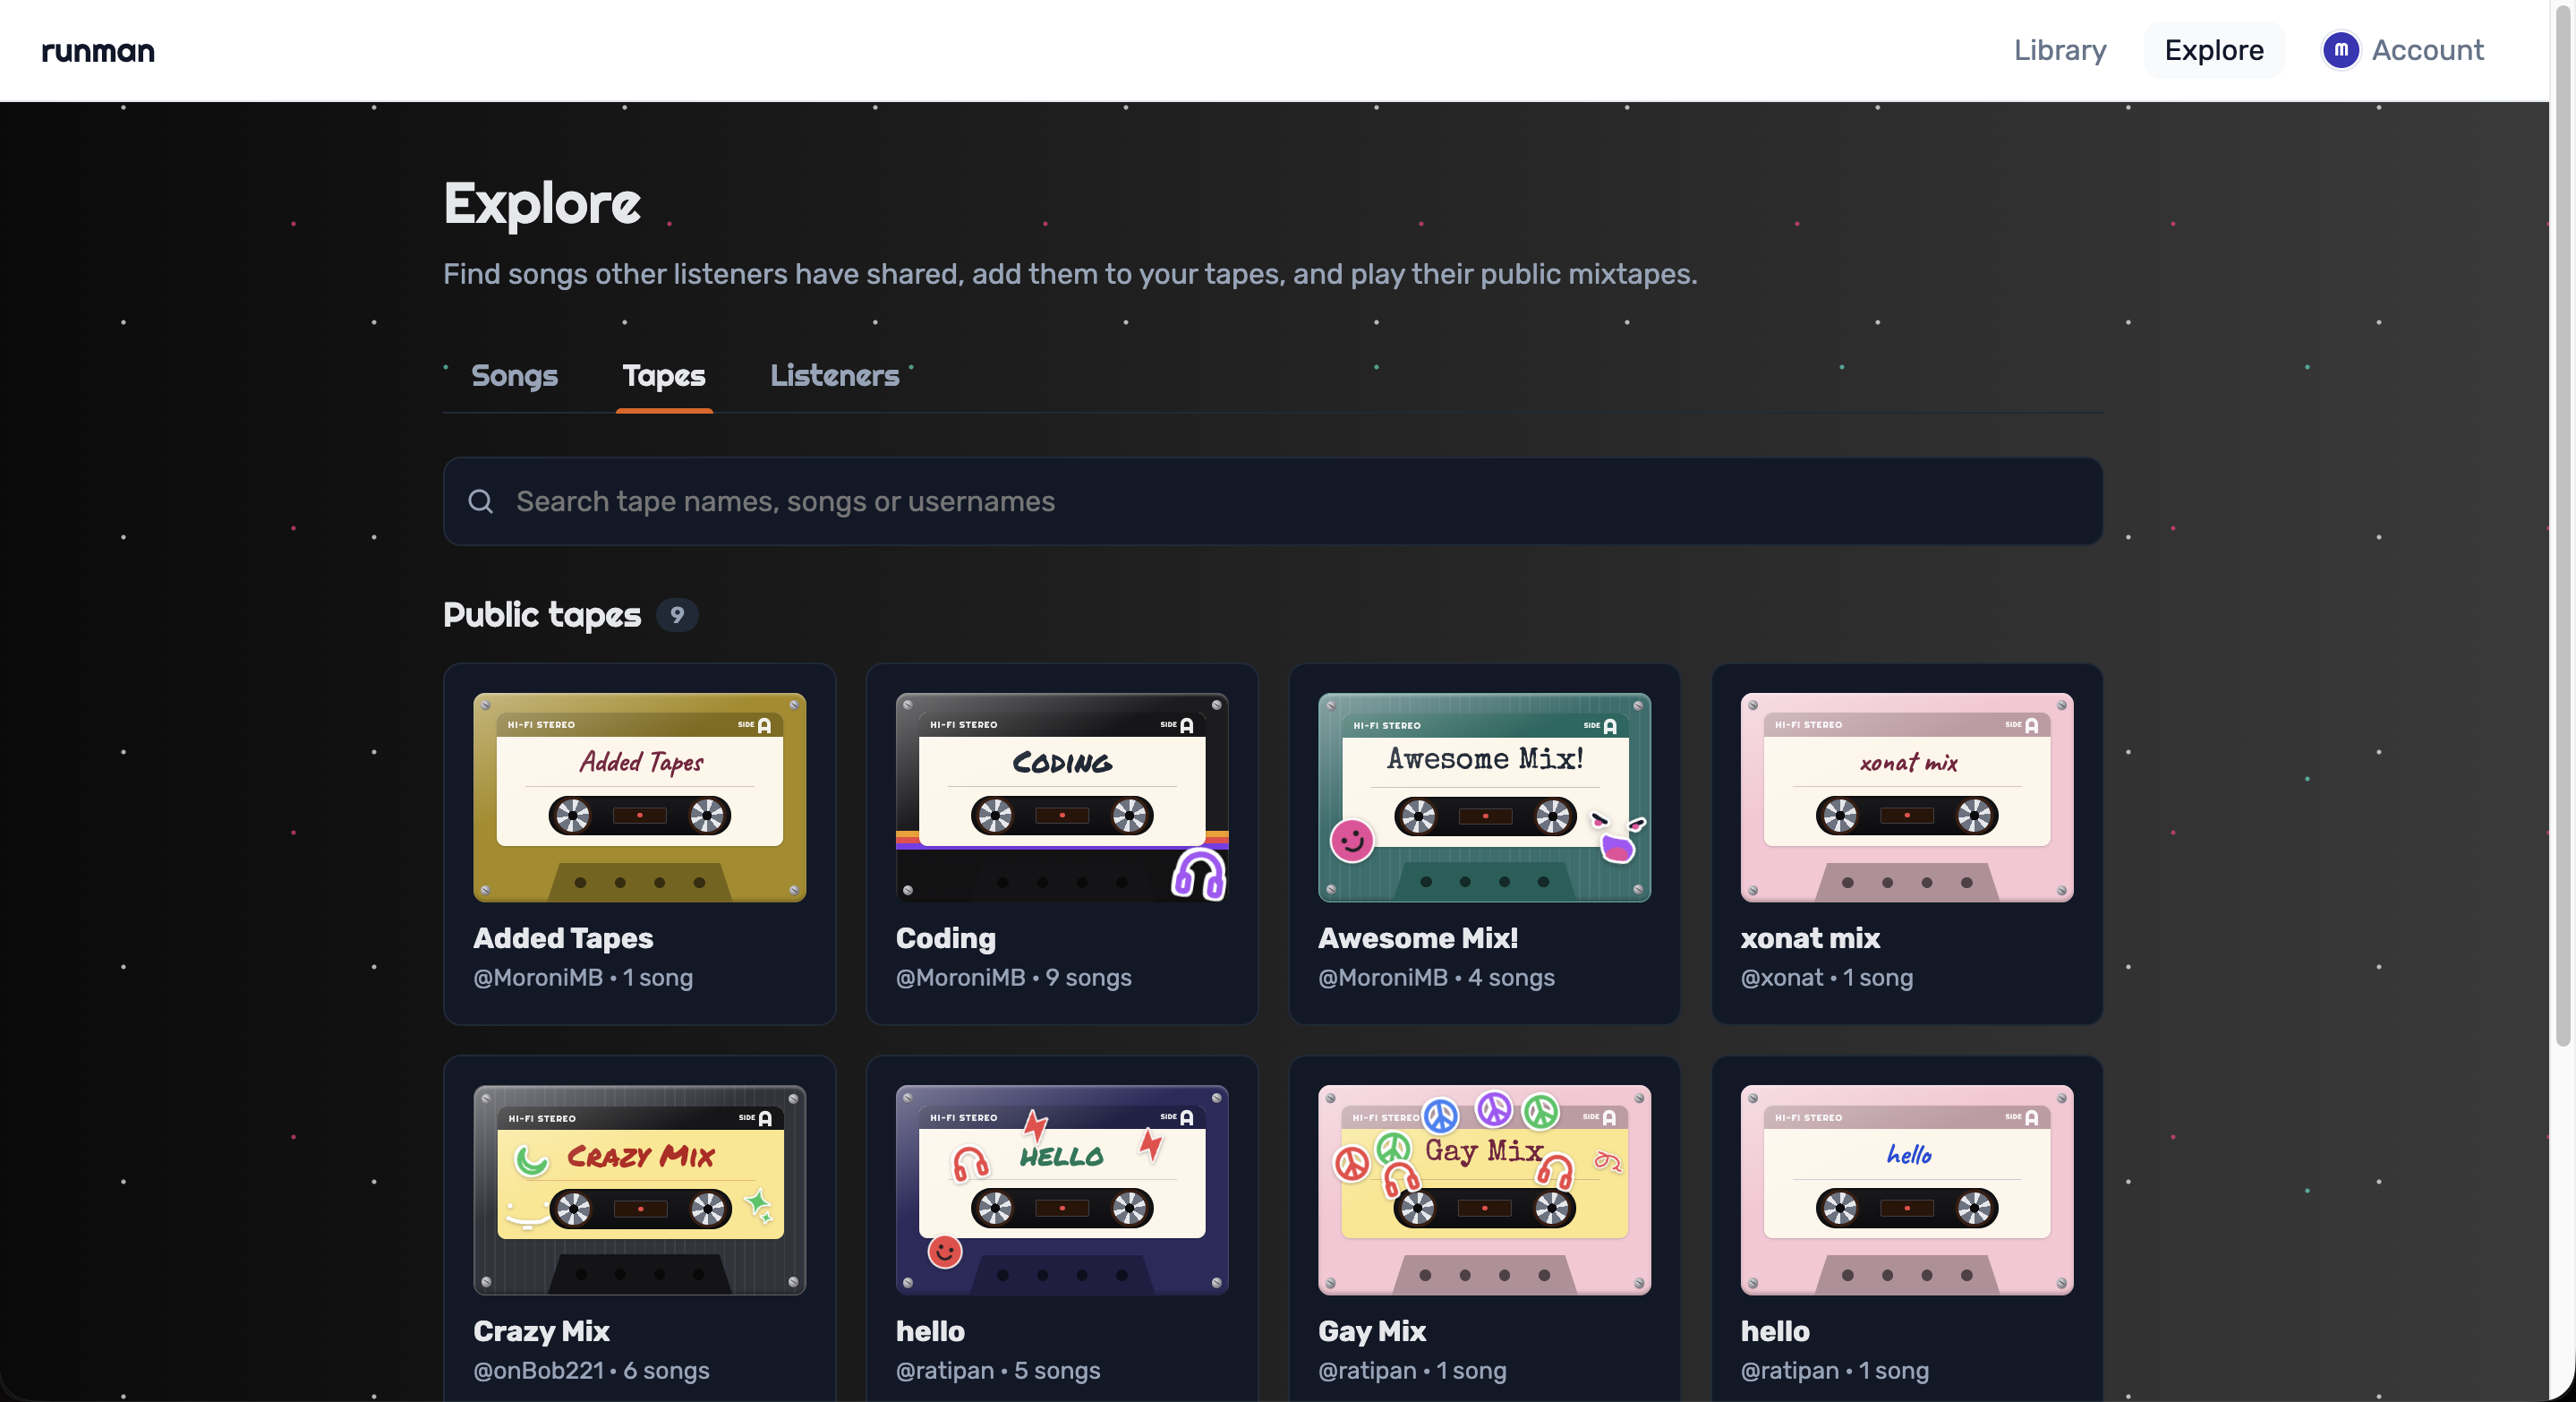 runman
Library Explore m Account
Explore
Find songs other listeners have shared, add them to your tapes, and play their public mixtapes.
Songs Tapes Listeners
Search tape names, songs or usernames
Public tapes 9
HI-FI STEREO SIDE A
Added Tapes
Added Tapes
@MoroniMB • 1 song
HI-FI STEREO SIDE A
Coding
Coding
@MoroniMB • 9 songs
HI-FI STEREO SIDE A
Awesome Mix!
Awesome Mix!
@MoroniMB • 4 songs
HI-FI STEREO SIDE A
xonat mix
xonat mix
@xonat • 1 song
HI-FI STEREO SIDE A
Crazy Mix
Crazy Mix
@onBob221 • 6 songs
HI-FI STEREO SIDE A
hello
hello
@ratipan • 5 songs
HI-FI STEREO SIDE A
Gay Mix
Gay Mix
@ratipan • 1 song
HI-FI STEREO SIDE A
hello
hello
@ratipan • 1 song